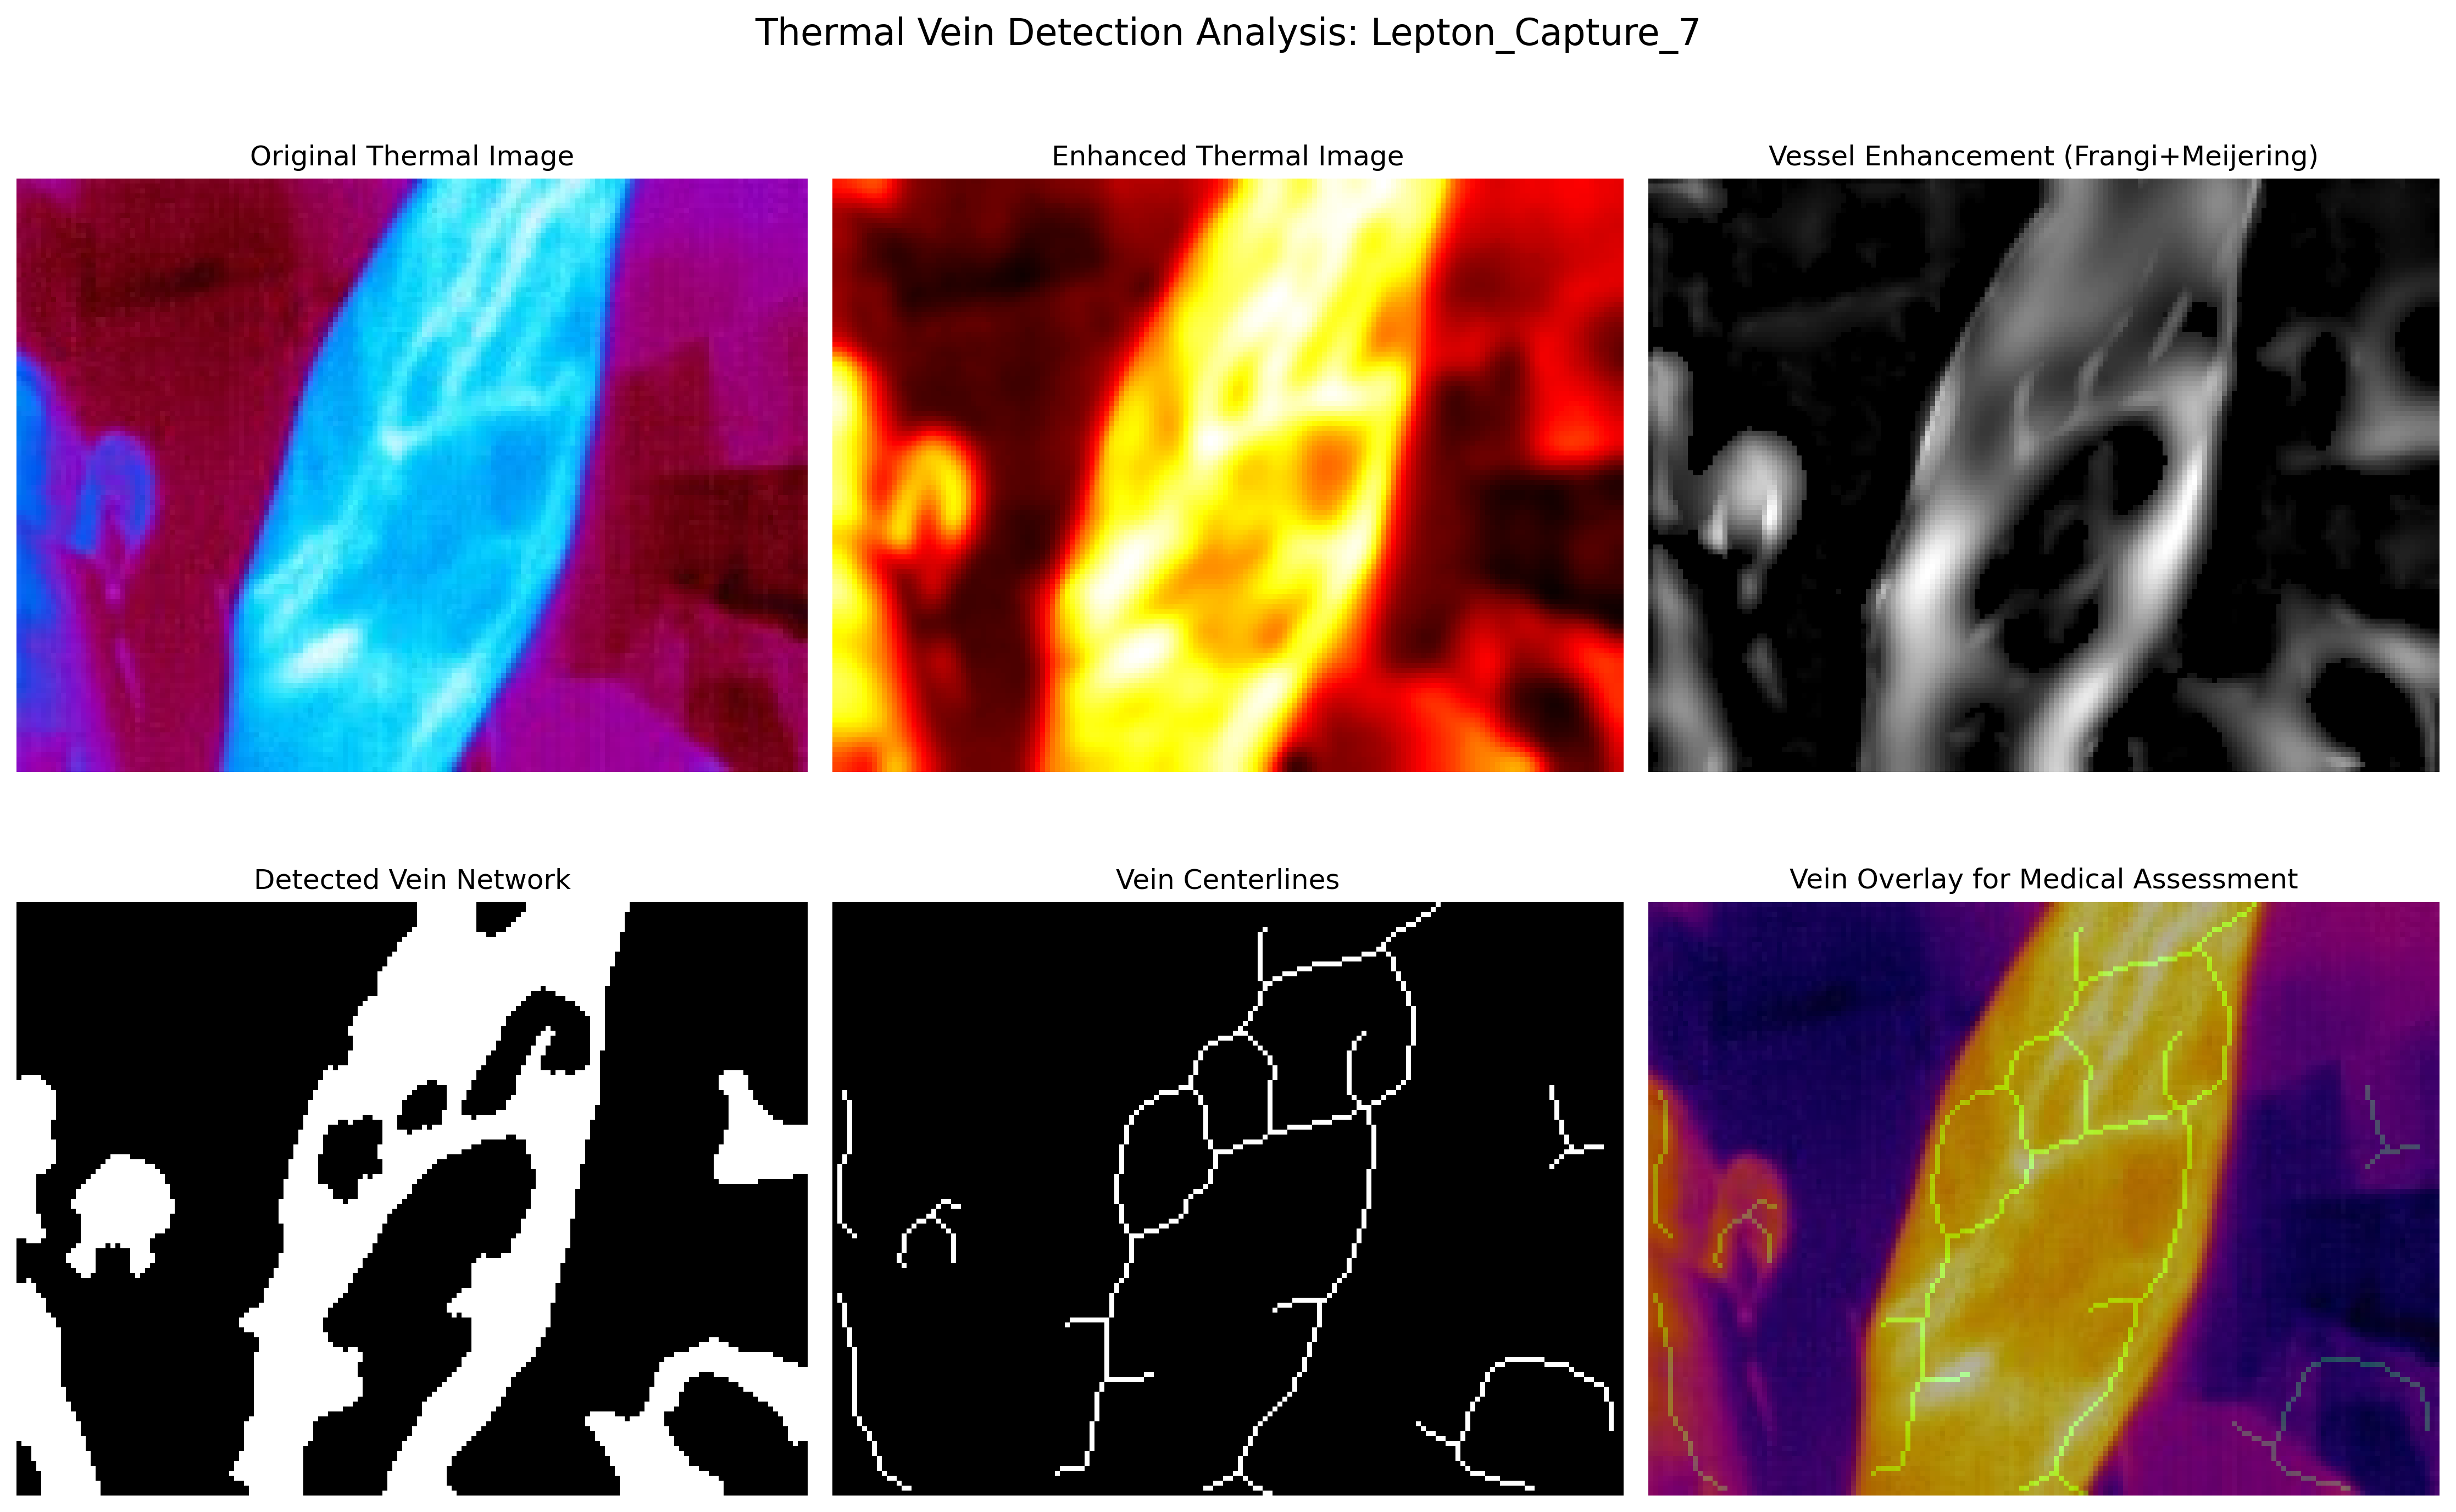 Thermal Vein Detection Analysis: Lepton_Capture_7
Original Thermal Image
Enhanced Thermal Image
Vessel Enhancement (Frangi+Meijering)
Detected Vein Network
Vein Centerlines
Vein Overlay for Medical Assessment